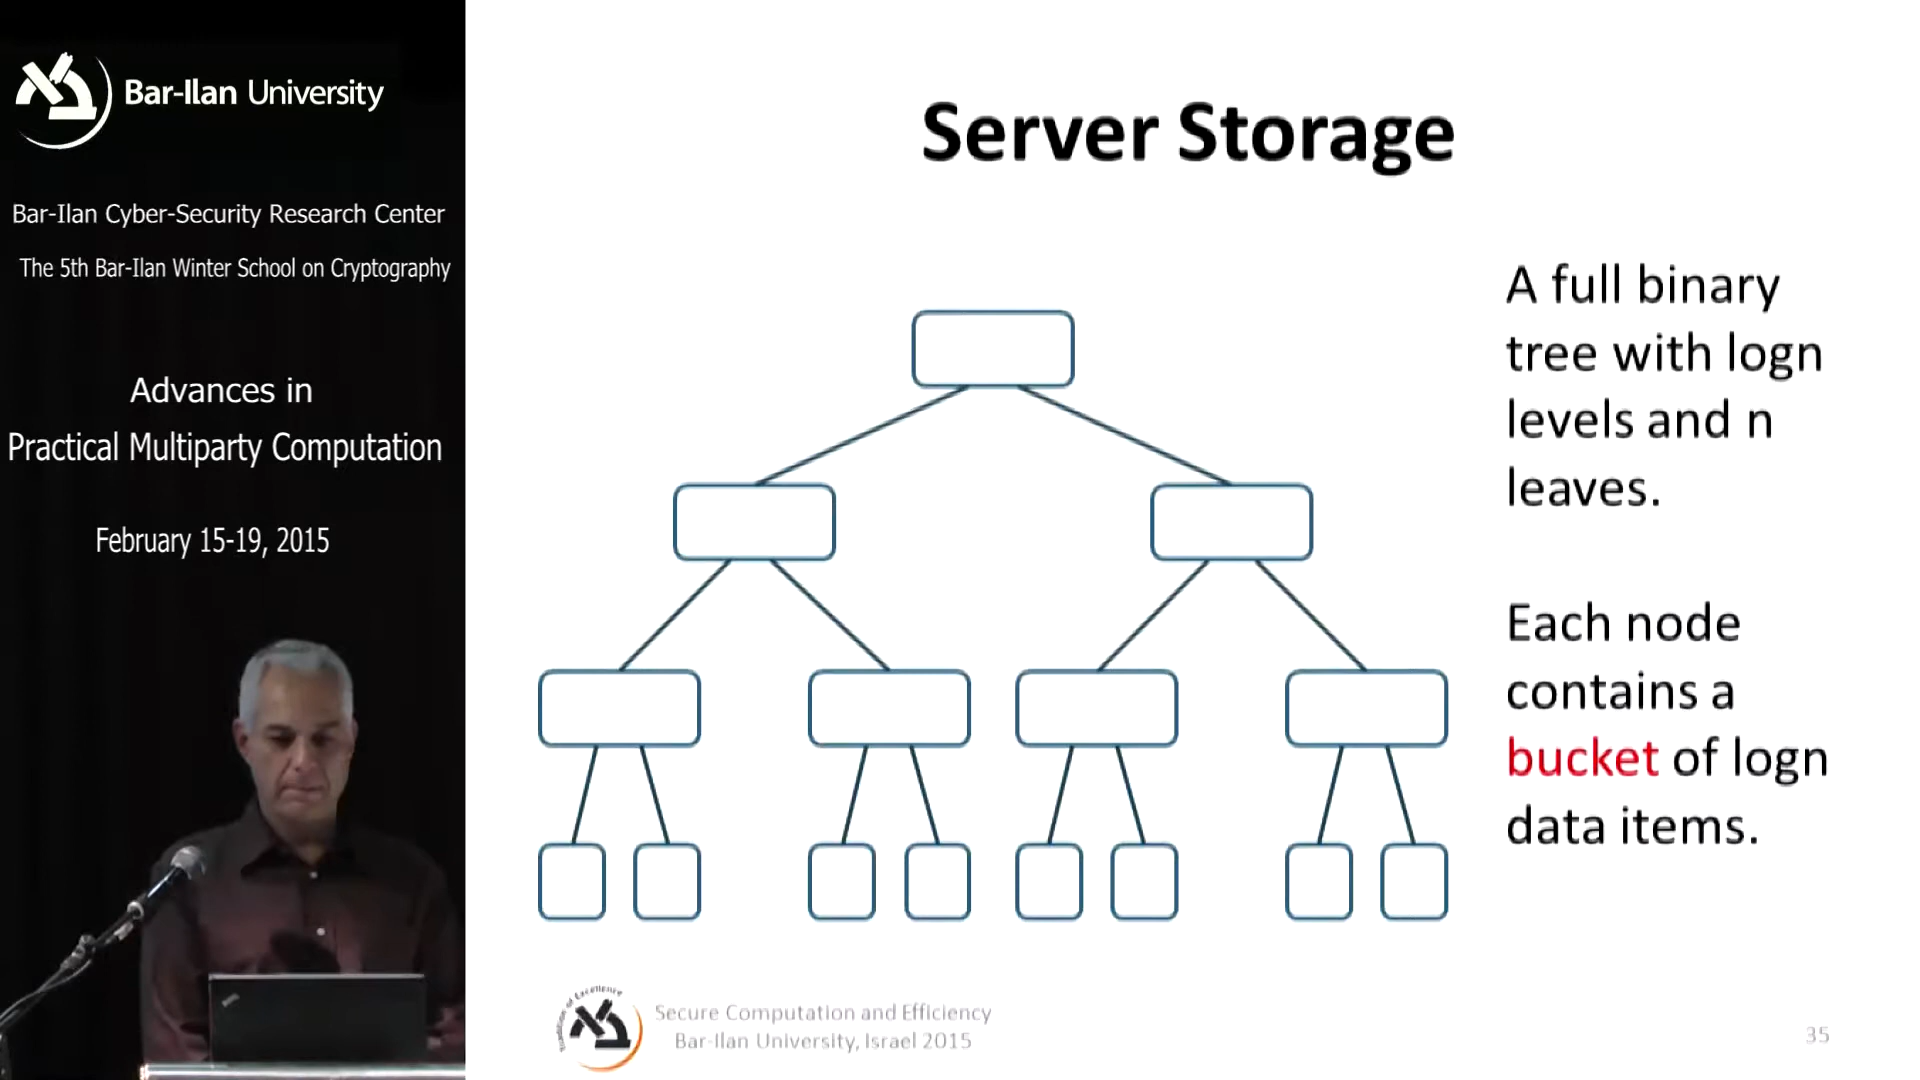 Bar-Ilan University
Bar-Ilan Cyber-Security Research Center
The 5th Bar-Ilan Winter School on Cryptography
Advances in
Practical Multiparty Computation
February 15-19, 2015
Server Storage
A full binary
tree with logn
levels and n
leaves.
Each node
contains a
bucket of logn
data items.
Secure Computation and Efficiency
Bar-Ilan University, Israel 2015
35